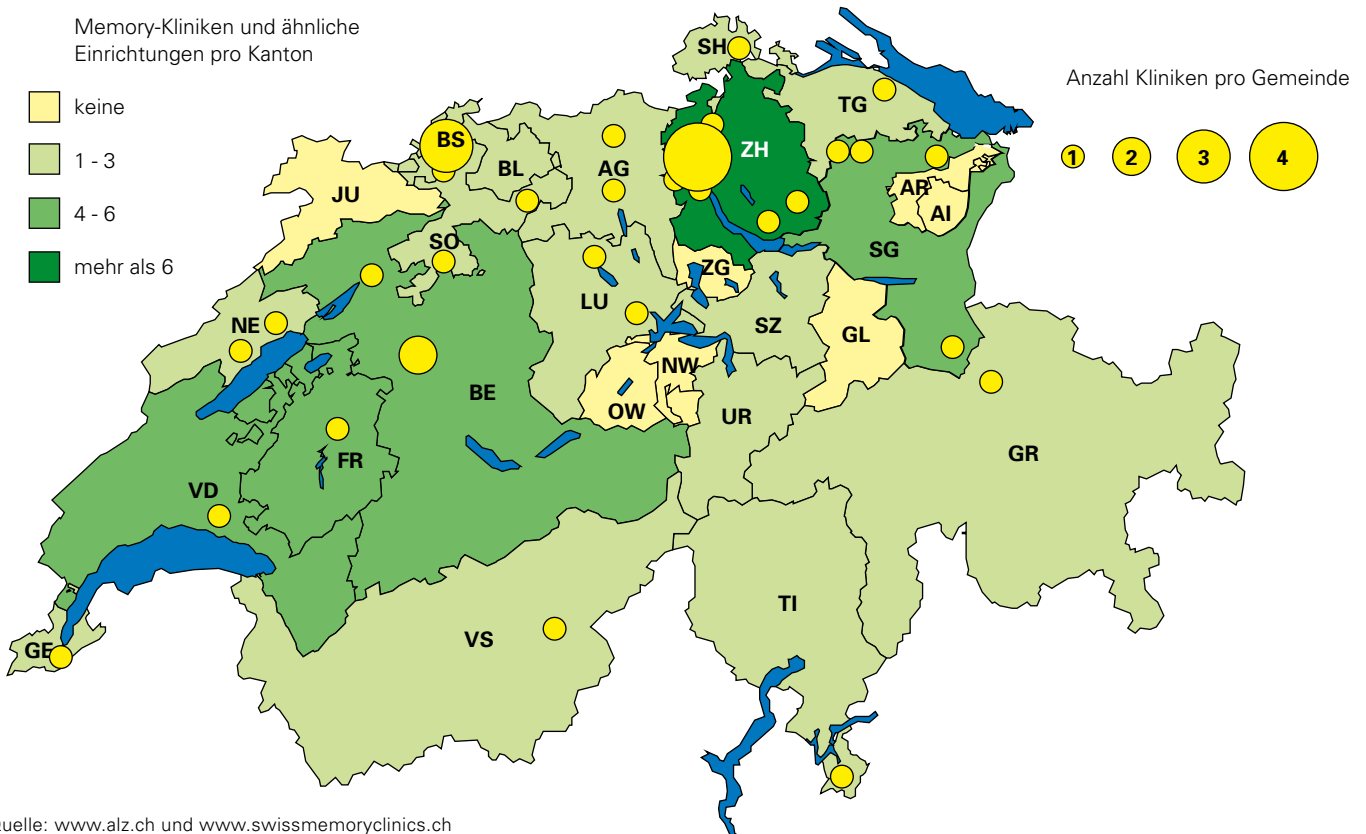 Memory-Kliniken und ähnliche
Einrichtungen pro Kanton
keine
1 - 3
4 - 6
mehr als 6
Anzahl Kliniken pro Gemeinde
1 2 3 4
SH
TG
BS
BL
AG
ZH
JU
AR
AI
SO
SG
ZG
LU
NE
SZ
GL
NW
BE
OW
UR
FR
GR
VD
TI
VS
GE
uelle: www.alz.ch und www.swissmemoryclinics.ch